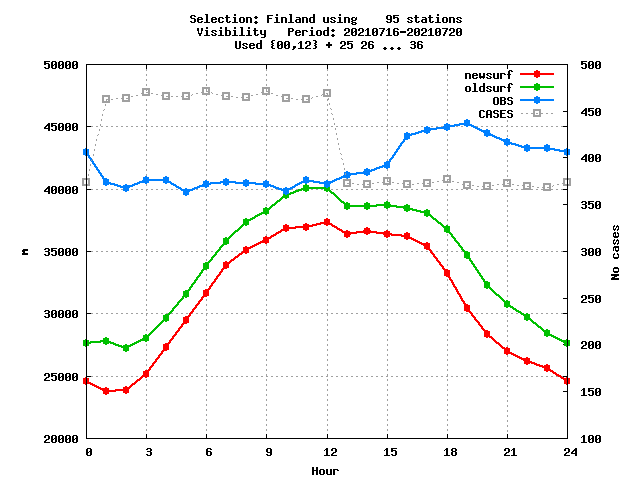 Selection: Finland using    95 stations
Visibility   Period: 20210716-20210720
Used {00,12} + 25 26 ... 36
50000
45000
40000
35000
30000
25000
20000
500
450
400
350
300
250
200
150
100
newsurf
oldsurf
OBS
CASES
m
No cases
0 3 6 9 12 15 18 21 24
Hour